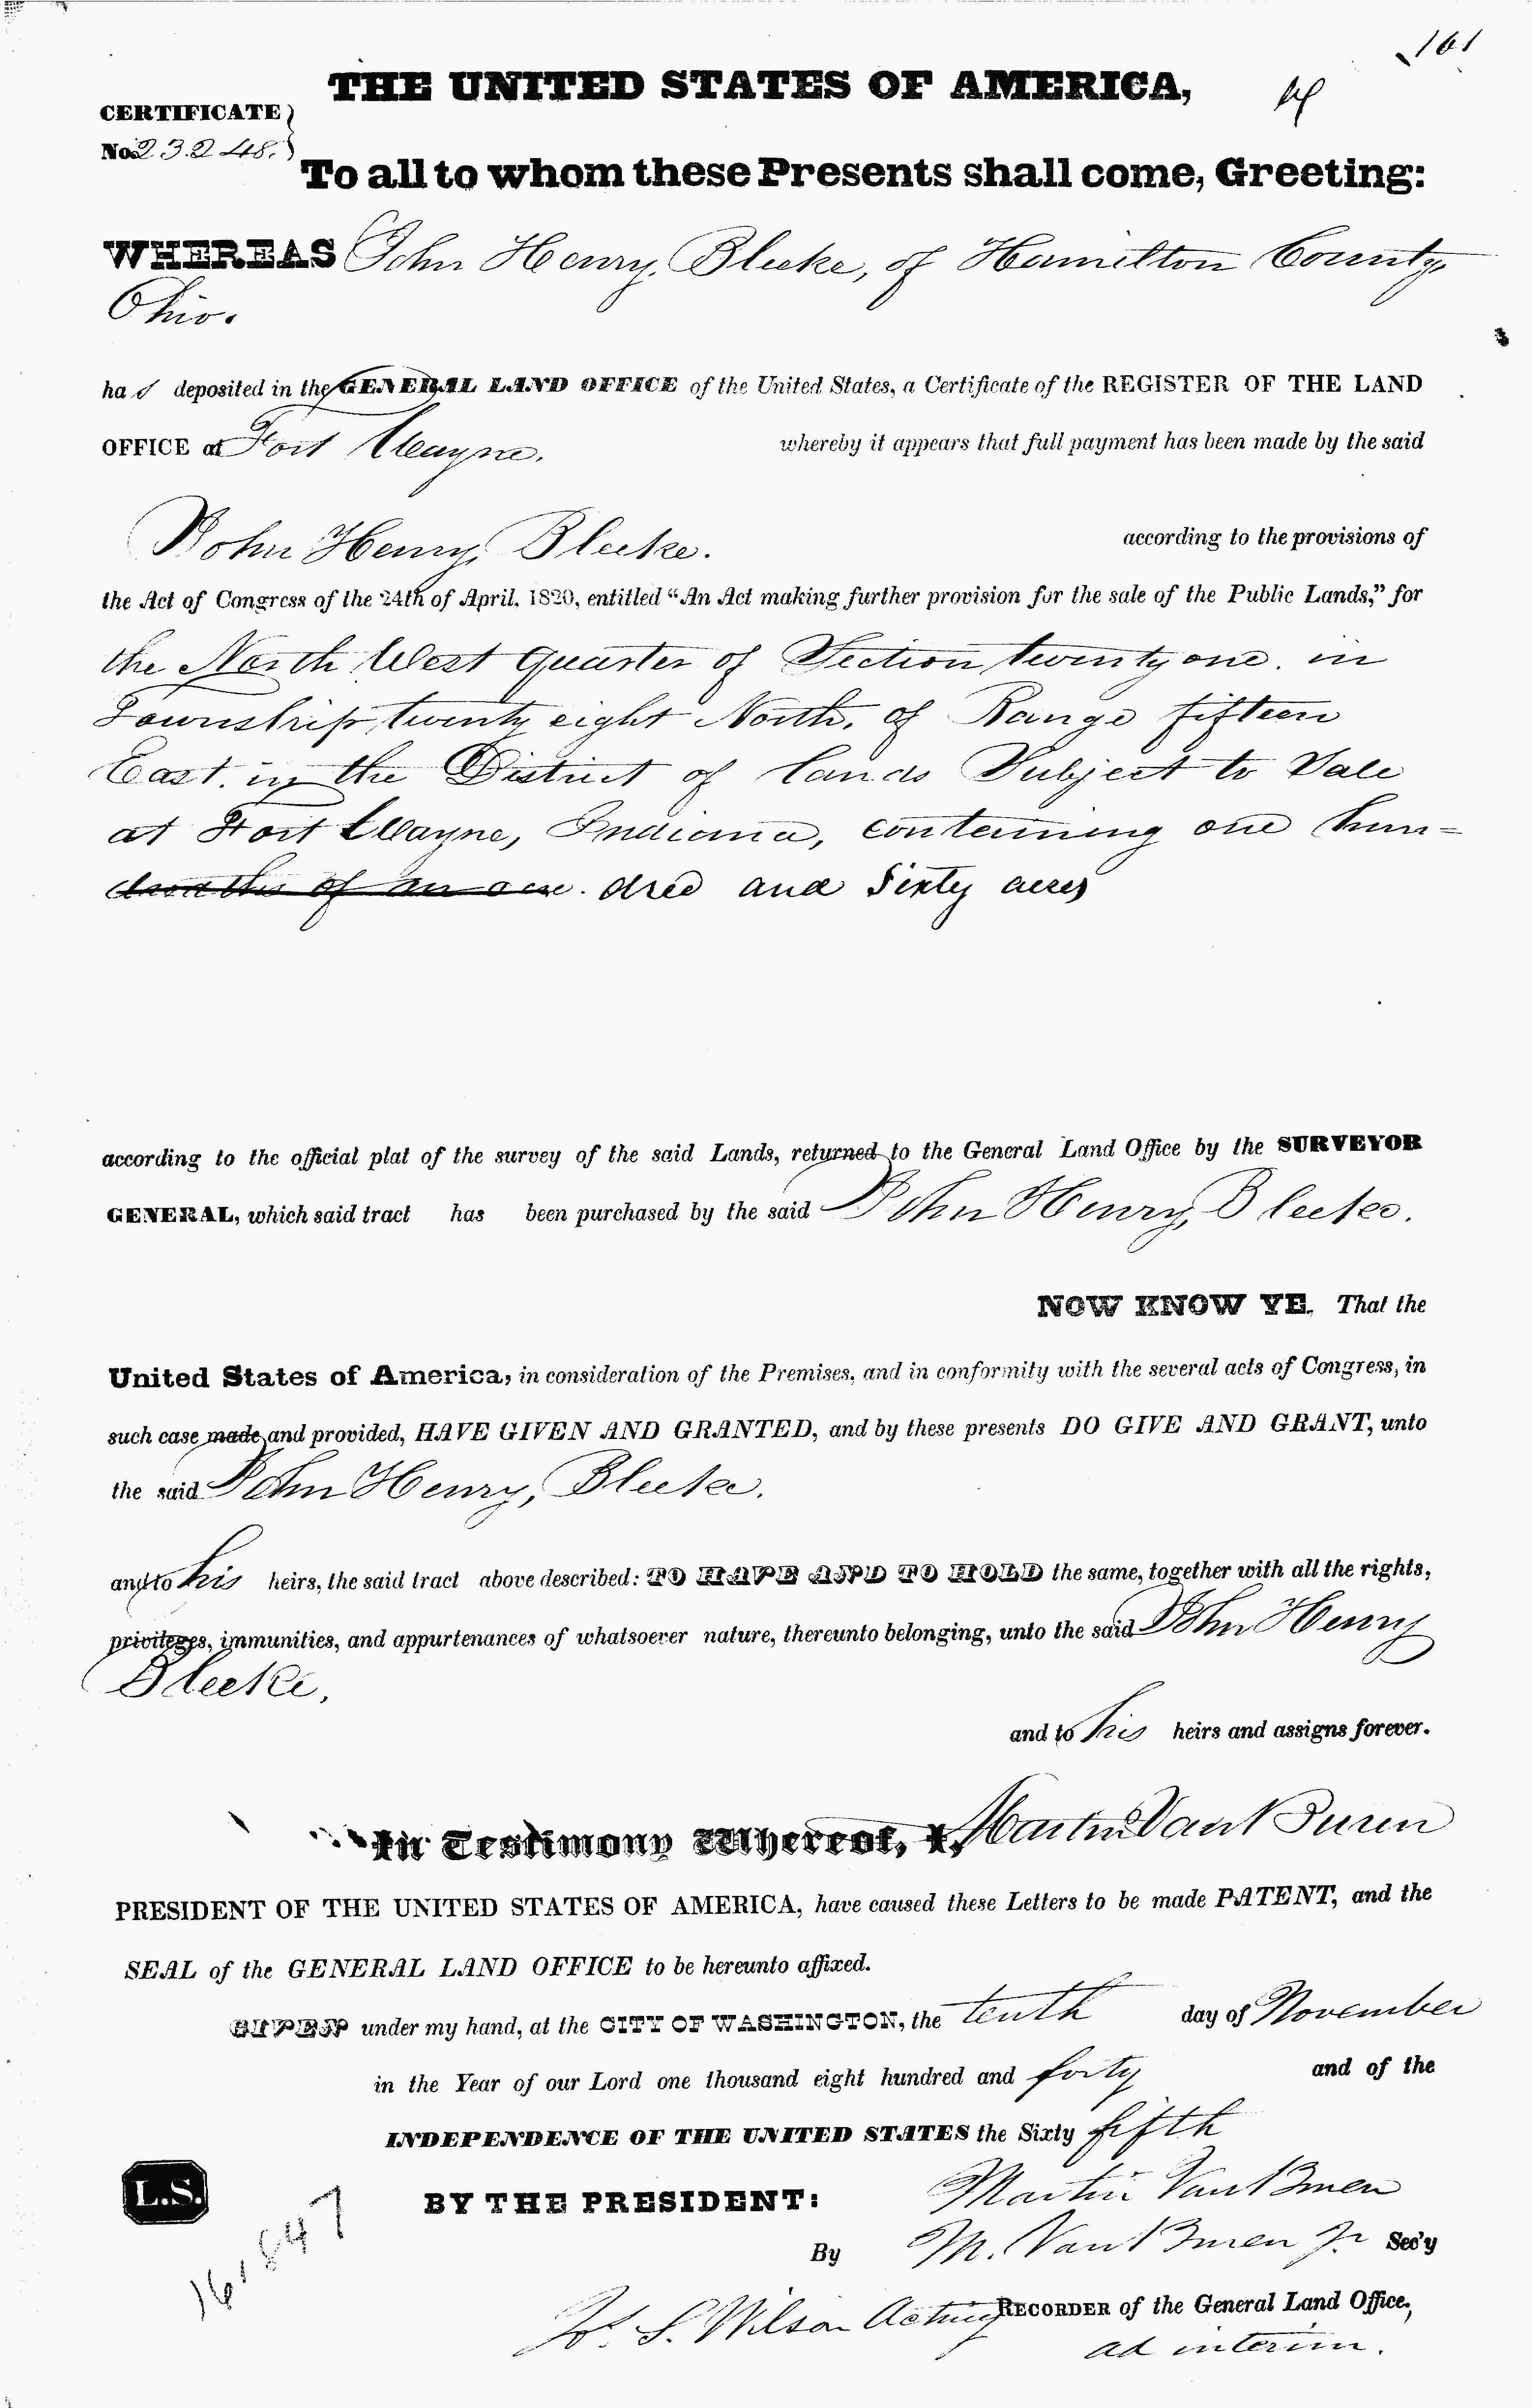 161
THE UNITED STATES OF AMERICA,
CERTIFICATE
No. 23248.
To all to whom these Presents shall come, Greeting:
WHEREAS John Henry, Bleeke, of Hamilton County,
Ohio.
has deposited in the GENERAL LAND OFFICE of the United States, a Certificate of the REGISTER OF THE LAND
OFFICE at Fort Wayne. whereby it appears that full payment has been made by the said
John Henry, Bleeke. according to the provisions of
the Act of Congress of the 24th of April, 1820, entitled “An Act making further provision for the sale of the Public Lands,” for
the North West quarter of Section twenty one. in
Township twenty eight North, of Range fifteen
East. in the District of lands Subject to Sale
at Fort Wayne, Indiana, containing one hun-
dredths of an acre. dred and Sixty acres
according to the official plat of the survey of the said Lands, returned to the General Land Office by the SURVEYOR
GENERAL, which said tract has been purchased by the said John Henry, Bleeke.
NOW KNOW YE, That the
United States of America, in consideration of the Premises, and in conformity with the several acts of Congress, in
such case made and provided, HAVE GIVEN AND GRANTED, and by these presents DO GIVE AND GRANT, unto
the said John Henry, Bleeke.
and to his heirs, the said tract above described: TO HAVE AND TO HOLD the same, together with all the rights,
privileges, immunities, and appurtenances of whatsoever nature, thereunto belonging, unto the said John Henry
Bleeke,
and to his heirs and assigns forever.
In Testimony Whereof, I, Martin Van Buren
PRESIDENT OF THE UNITED STATES OF AMERICA, have caused these Letters to be made PATENT, and the
SEAL of the GENERAL LAND OFFICE to be hereunto affixed.
GIVEN under my hand, at the CITY OF WASHINGTON, the tenth day of November
in the Year of our Lord one thousand eight hundred and forty and of the
INDEPENDENCE OF THE UNITED STATES the Sixty fifth
L.S.
BY THE PRESIDENT: Martin Van Buren
By M. Van Buren Jr. Sec'y
16,847
Jos. S. Wilson Acting RECORDER of the General Land Office,
ad interim.